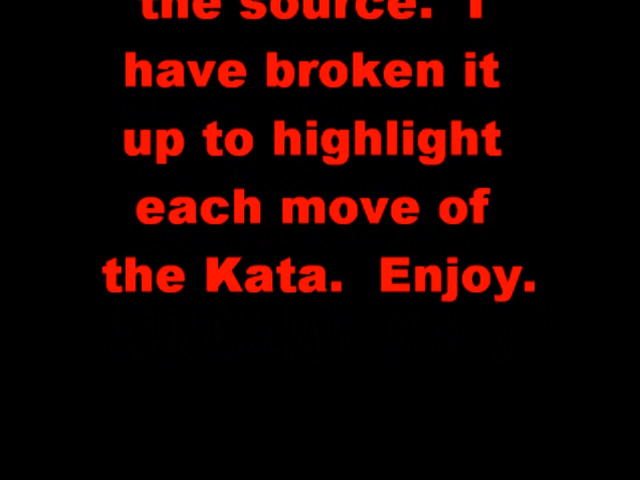 the source.  I
have broken it
up to highlight
each move of
the Kata.  Enjoy.